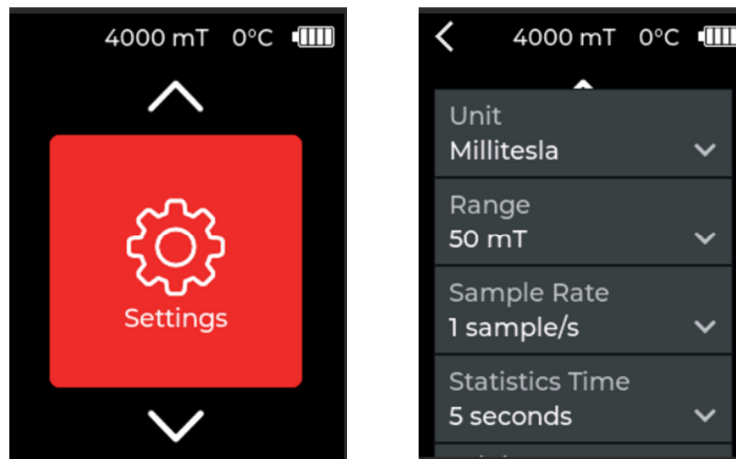 4000 mT 0°C
Settings
4000 mT 0°C
Unit
Millitesla
Range
50 mT
Sample Rate
1 sample/s
Statistics Time
5 seconds